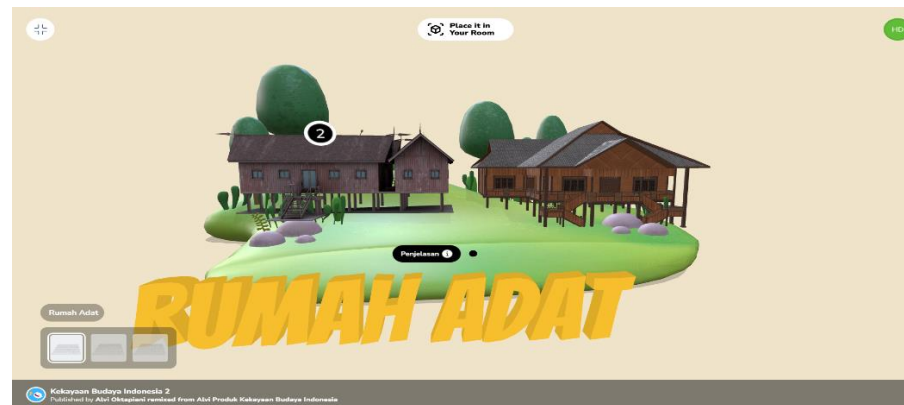 Place it in
Your Room
HD
2
Penjelasan i
RUMAH ADAT
Rumah Adat
Kekayaan Budaya Indonesia 2
Published by Alvi Oktapiani remixed from Alvi Produk Kekayaan Budaya Indonesia